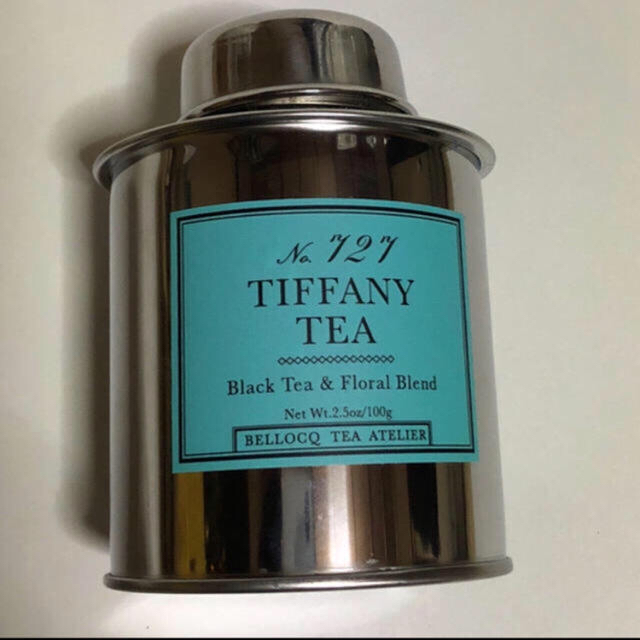 No. 727
TIFFANY
TEA
Black Tea & Floral Blend
Net Wt.2.5oz/100g
BELLOCQ TEA ATELIER